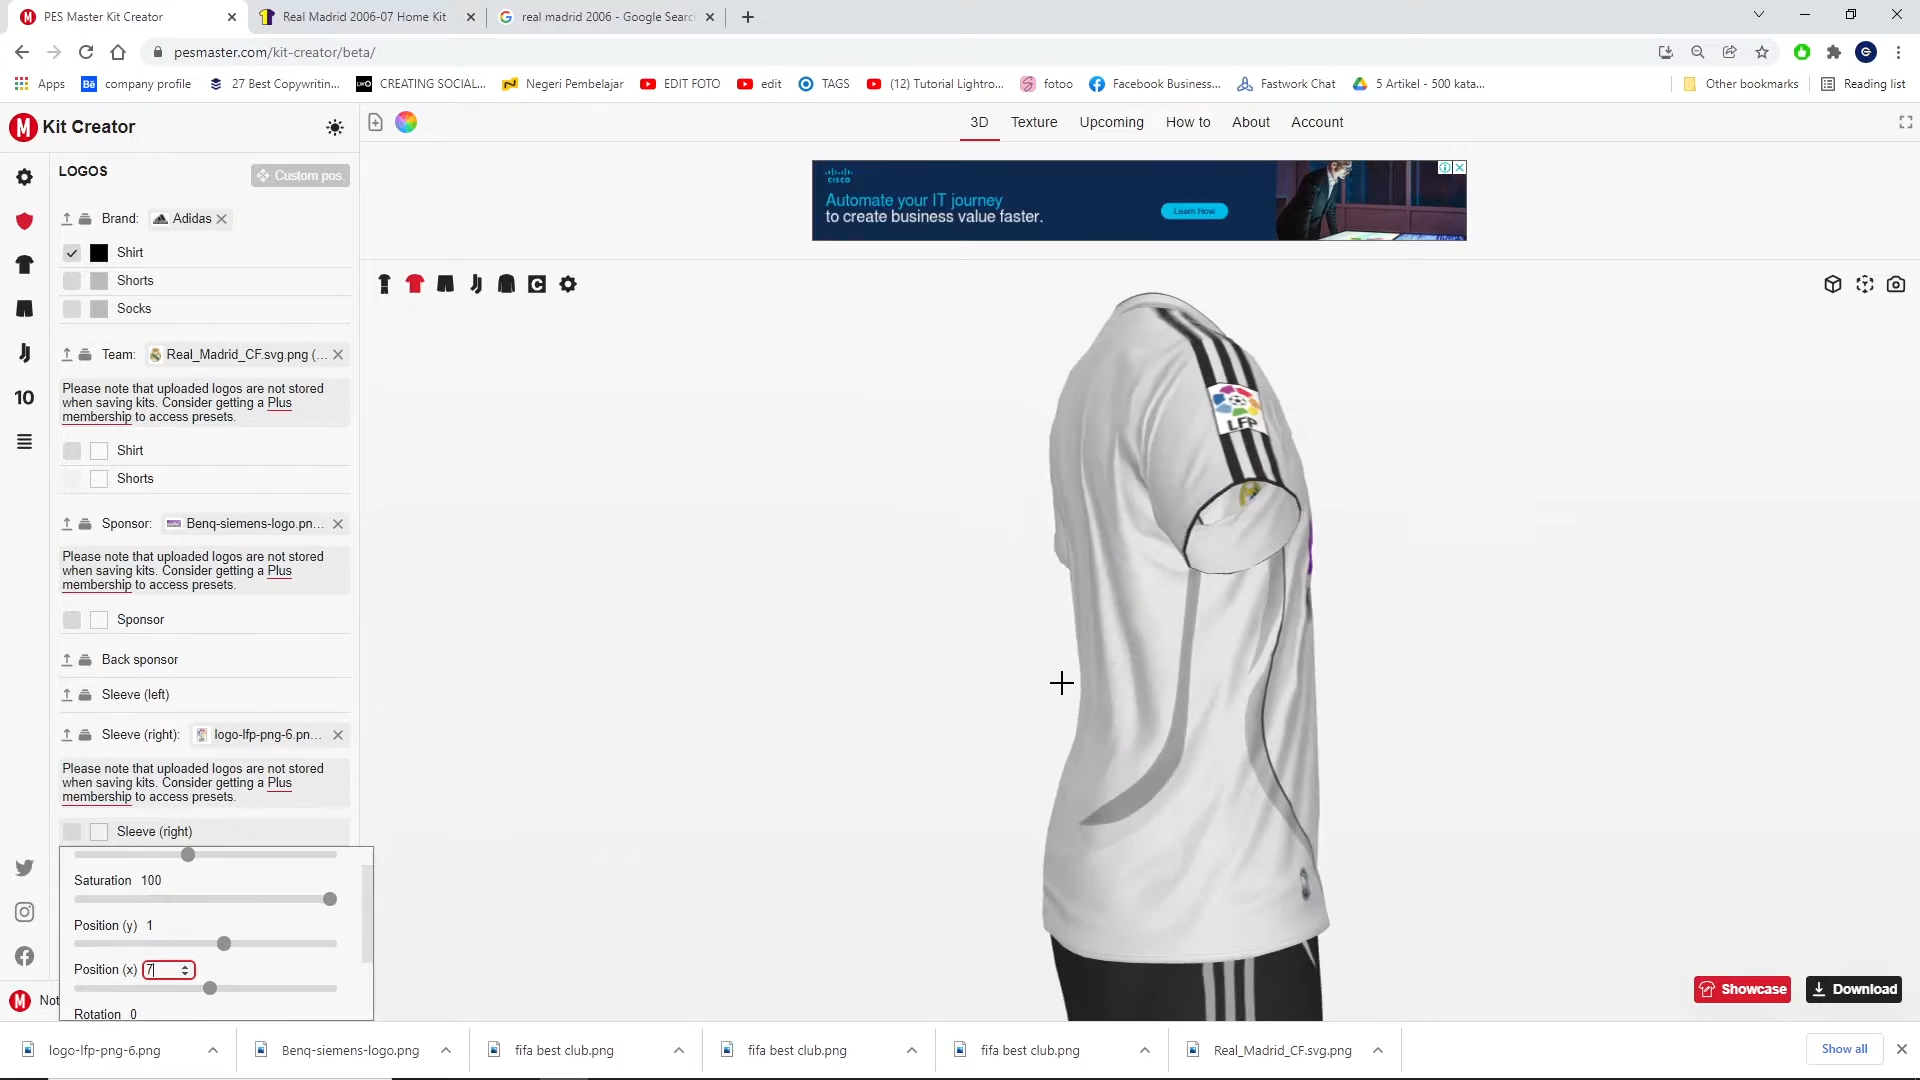 PES Master Kit Creator
Real Madrid 2006-07 Home Kit
real madrid 2006 - Google Searc
pesmaster.com/kit-creator/beta/
Apps
company profile
27 Best Copywritin...
CREATING SOCIAL...
Negeri Pembelajar
EDIT FOTO
edit
TAGS
(12) Tutorial Lightro...
fotoo
Facebook Business...
Fastwork Chat
5 Artikel - 500 kata...
Other bookmarks
Reading list
Kit Creator
3D
Texture
Upcoming
How to
About
Account
LOGOS
Custom pos.
CISCO
Automate your IT journey
to create business value faster.
Learn How
Brand:
Adidas
Shirt
Shorts
Socks
Team:
Real_Madrid_CF.svg.png (...
Please note that uploaded logos are not stored
when saving kits. Consider getting a Plus
membership to access presets.
Shirt
Shorts
Sponsor:
Benq-siemens-logo.pn...
Please note that uploaded logos are not stored
when saving kits. Consider getting a Plus
membership to access presets.
Sponsor
Back sponsor
Sleeve (left)
Sleeve (right):
logo-lfp-png-6.pn...
Please note that uploaded logos are not stored
when saving kits. Consider getting a Plus
membership to access presets.
Sleeve (right)
Saturation 100
Position (y) 1
Position (x) 7
Rotation 0
10
C
LFP
Not
Showcase
Download
logo-lfp-png-6.png
Benq-siemens-logo.png
fifa best club.png
fifa best club.png
fifa best club.png
Real_Madrid_CF.svg.png
Show all